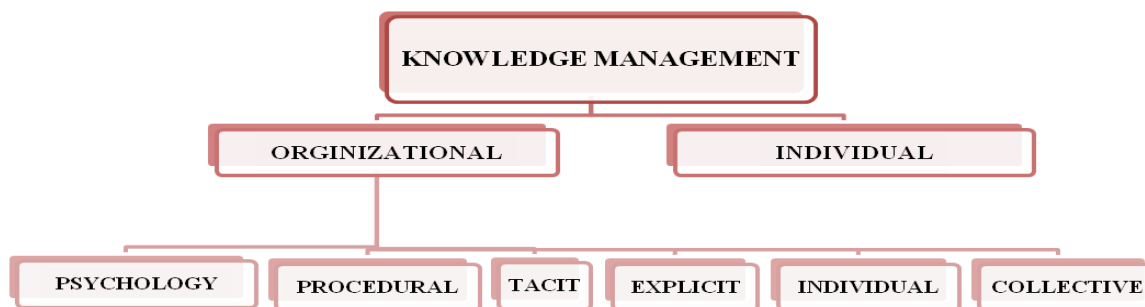 KNOWLEDGE MANAGEMENT
ORGINIZATIONAL
INDIVIDUAL
PSYCHOLOGY
PROCEDURAL
TACIT
EXPLICIT
INDIVIDUAL
COLLECTIVE